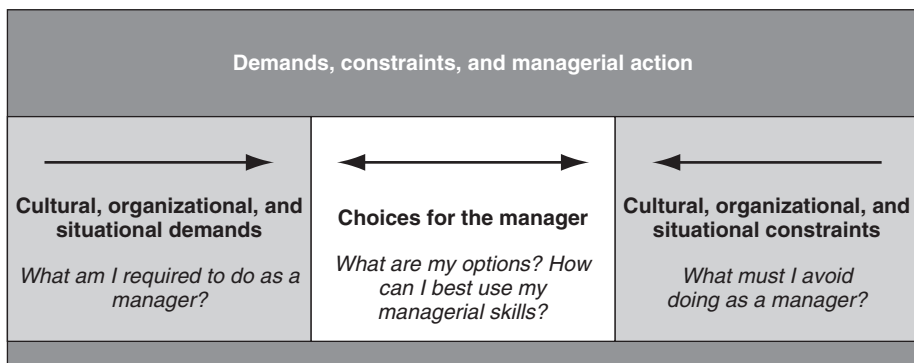 Demands, constraints, and managerial action
Cultural, organizational, and
situational demands
What am I required to do as a
manager?
Choices for the manager
What are my options? How
can I best use my
managerial skills?
Cultural, organizational, and
situational constraints
What must I avoid
doing as a manager?